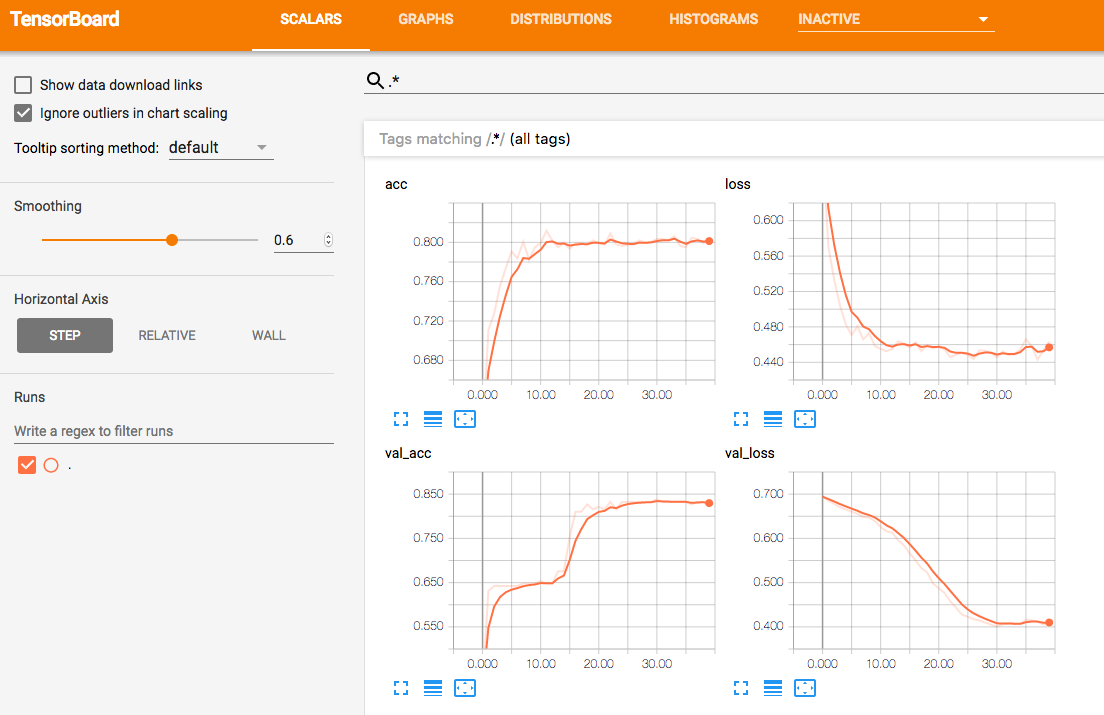 TensorBoard SCALARS GRAPHS DISTRIBUTIONS HISTOGRAMS INACTIVE
Show data download links
Ignore outliers in chart scaling
Tooltip sorting method: default
Smoothing
0.6
Horizontal Axis
STEP RELATIVE WALL
Runs
Write a regex to filter runs
.
.*
Tags matching /.*/ (all tags)
acc
0.800
0.760
0.720
0.680
0.000 10.00 20.00 30.00
loss
0.600
0.560
0.520
0.480
0.440
0.000 10.00 20.00 30.00
val_acc
0.850
0.750
0.650
0.550
0.000 10.00 20.00 30.00
val_loss
0.700
0.600
0.500
0.400
0.000 10.00 20.00 30.00